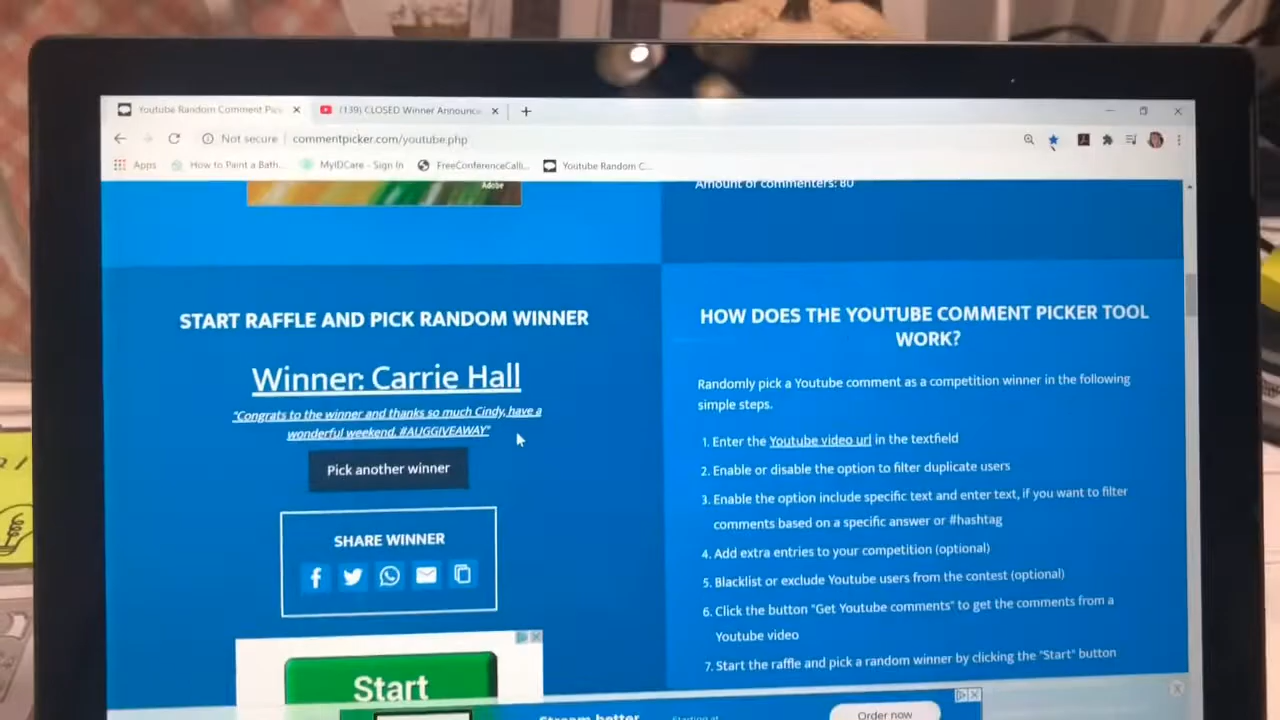 Youtube Random Comment Pic
(139) CLOSED Winner Announce
Not secure
commentpicker.com/youtube.php
Apps
How to Paint a Bath...
MyIDCare - Sign In
FreeConferenceCalli...
Youtube Random C...
Adobe
Amount of commenters: 80
START RAFFLE AND PICK RANDOM WINNER
Winner: Carrie Hall
"Congrats to the winner and thanks so much Cindy, have a
wonderful weekend. #AUGGIVEAWAY"
Pick another winner
SHARE WINNER
Start
HOW DOES THE YOUTUBE COMMENT PICKER TOOL
WORK?
Randomly pick a Youtube comment as a competition winner in the following
simple steps.
1. Enter the Youtube video url in the textfield
2. Enable or disable the option to filter duplicate users
3. Enable the option include specific text and enter text, if you want to filter
comments based on a specific answer or #hashtag
4. Add extra entries to your competition (optional)
5. Blacklist or exclude Youtube users from the contest (optional)
6. Click the button "Get Youtube comments" to get the comments from a
Youtube video
7. Start the raffle and pick a random winner by clicking the "Start" button
Stream better
Starting at
Order now